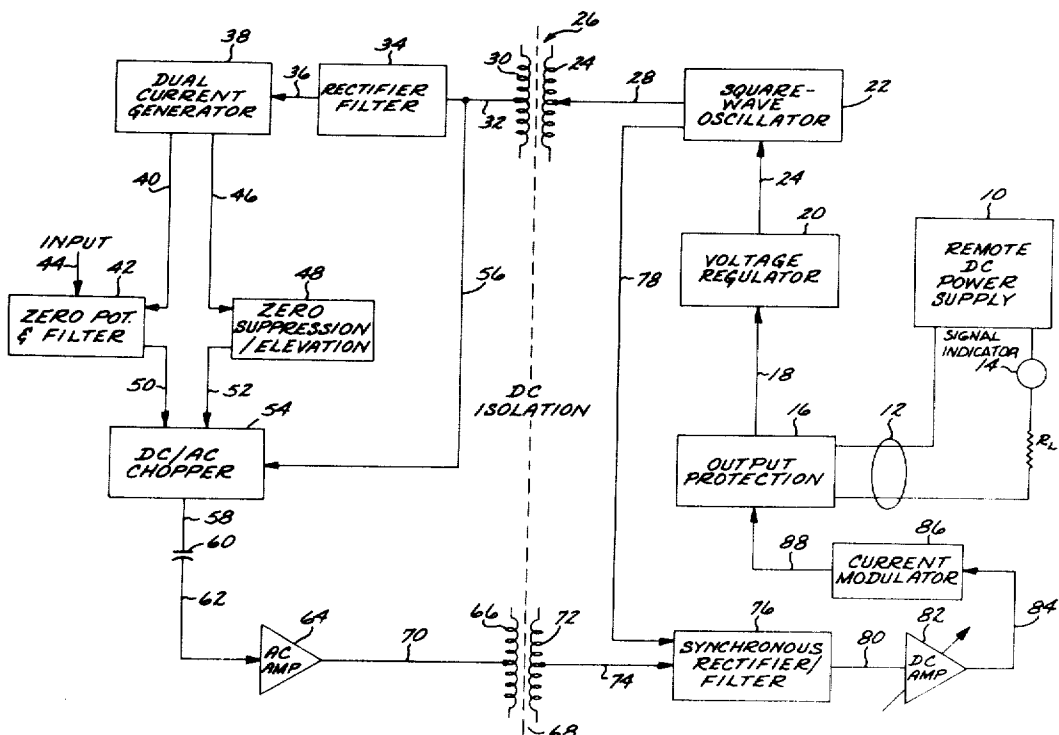 38
DUAL
CURRENT
GENERATOR
36
34
RECTIFIER
FILTER
32
30
26
24
28
SQUARE-
WAVE
OSCILLATOR
22
24
40
46
20
VOLTAGE
REGULATOR
10
REMOTE
DC
POWER
SUPPLY
INPUT
44
42
ZERO POT.
& FILTER
48
ZERO
SUPPRESSION
/ELEVATION
56
78
SIGNAL
INDICATOR
14
50
52
DC
ISOLATION
18
12
RL
54
DC/AC
CHOPPER
16
OUTPUT
PROTECTION
58
60
62
88
86
CURRENT
MODULATOR
84
64
AC
AMP
70
66
72
74
76
SYNCHRONOUS
RECTIFIER/
FILTER
80
82
DC
AMP
68